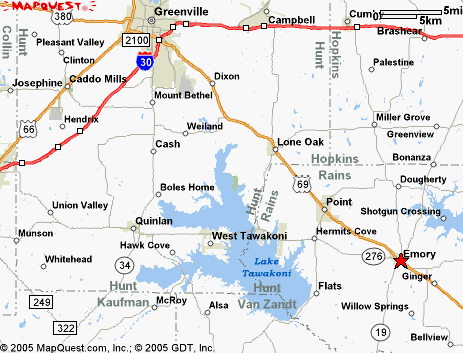 MAPQUEST
Greenville
Cum
5mi
5km
Campbell
Brashear
Collin
Hunt
Pleasant Valley
2100
Hopkins
Hunt
Clinton
30
Palestine
Josephine
Caddo Mills
Dixon
Mount Bethel
Hendrix
66
Weiland
Miller Grove
Greenview
Cash
Lone Oak
Hopkins
Rains
Bonanza
69
Dougherty
Boles Home
Hunt
Rains
Union Valley
Point
Shotgun Crossing
Quinlan
Munson
West Tawakoni
Hermits Cove
Hawk Cove
276
Emory
Whitehead
34
Lake
Tawakoni
Ginger
Hunt
Kaufman
Hunt
Van Zandt
Flats
249
McRoy
Alsa
Willow Springs
322
19
Bellview
© 2005 MapQuest.com, Inc.; © 2005 GDT, Inc.